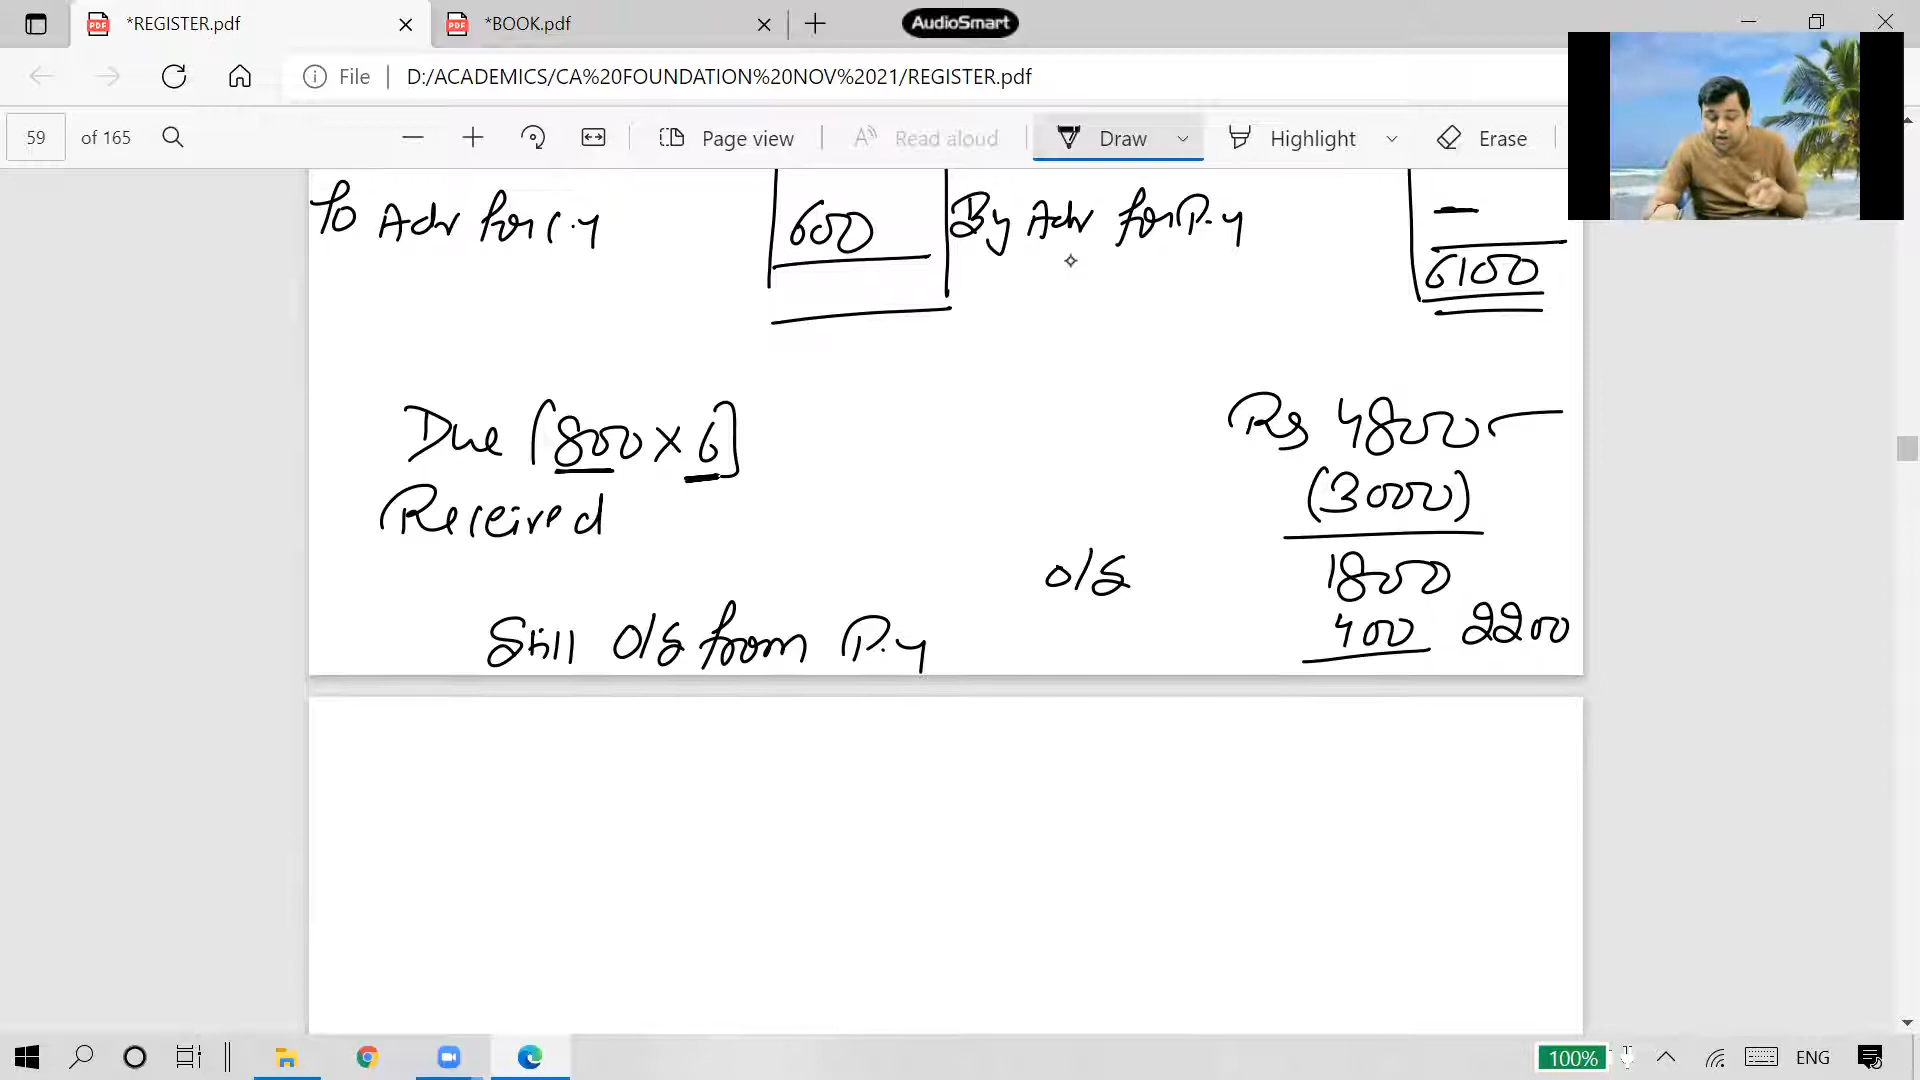 *REGISTER.pdf
*BOOK.pdf
AudioSmart
File
D:/ACADEMICS/CA%20FOUNDATION%20NOV%2021/REGISTER.pdf
59 of 165
Page view
Read aloud
Draw
Highlight
Erase
To Adv for C.Y 600 By Adv for P.Y —
6100
Due (800 × 6) Rs 4800
Received (3000)
o/s 1800
Still o/s from P.Y 400 2200
100%
ENG